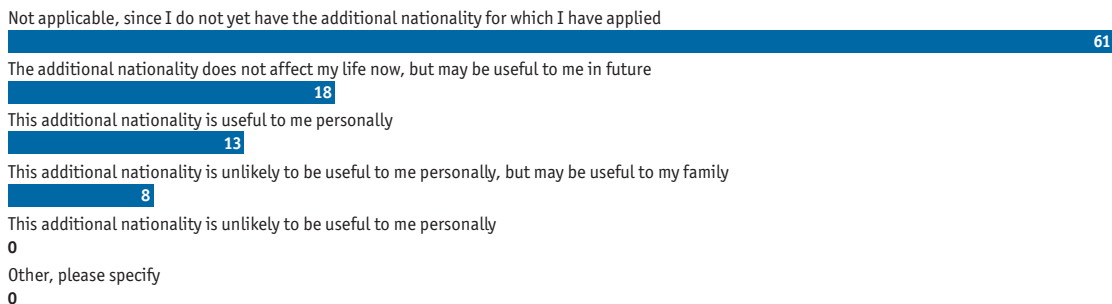 Not applicable, since I do not yet have the additional nationality for which I have applied
61
The additional nationality does not affect my life now, but may be useful to me in future
18
This additional nationality is useful to me personally
13
This additional nationality is unlikely to be useful to me personally, but may be useful to my family
8
This additional nationality is unlikely to be useful to me personally
0
Other, please specify
0